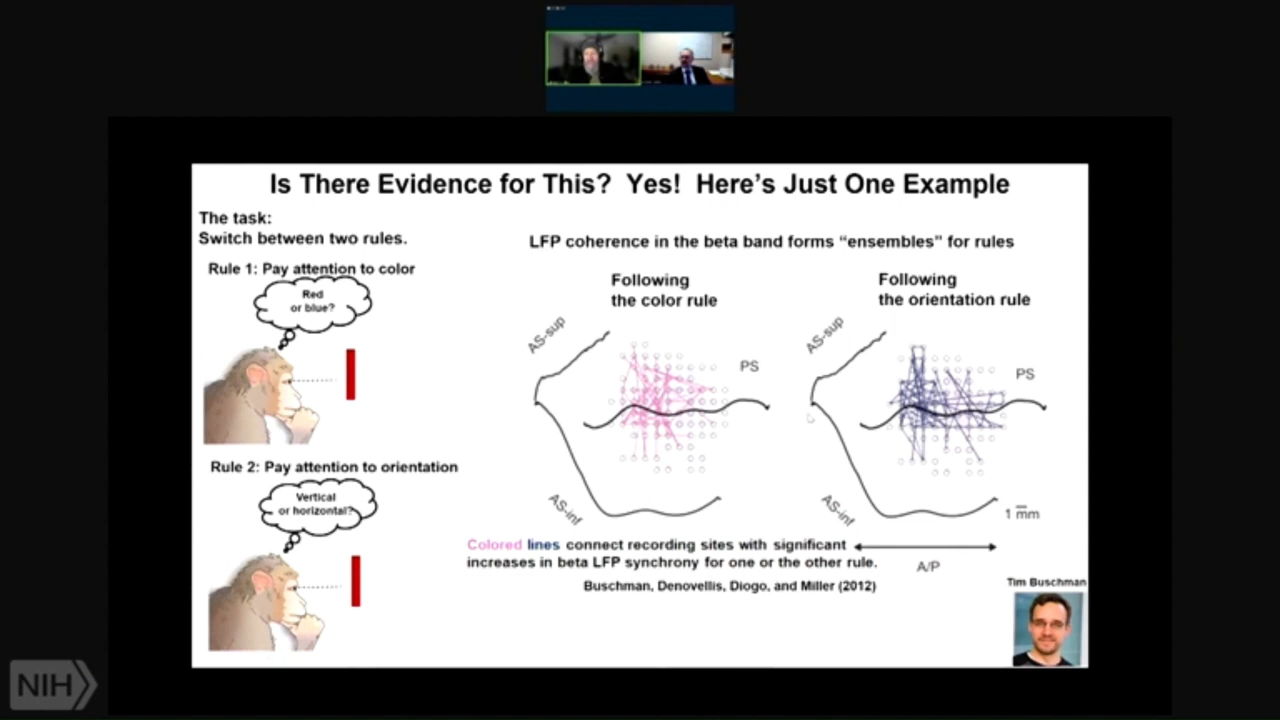 Is There Evidence for This? Yes! Here's Just One Example
The task:
Switch between two rules.
Rule 1: Pay attention to color
Red
or blue?
Rule 2: Pay attention to orientation
Vertical
or horizontal?
LFP coherence in the beta band forms “ensembles” for rules
Following
the color rule
AS-sup
PS
AS-inf
Following
the orientation rule
AS-sup
PS
AS-inf
1 mm
A/P
Colored lines connect recording sites with significant
increases in beta LFP synchrony for one or the other rule.
Buschman, Denovellis, Diogo, and Miller (2012)
Tim Buschman
NIH